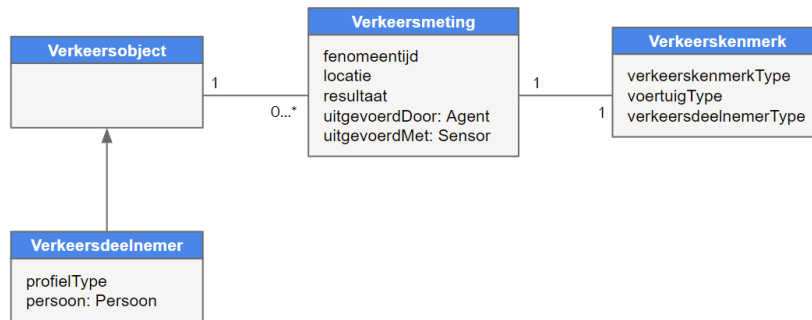 Verkeersobject
1
0...*
Verkeersmeting
fenomeentijd
locatie
resultaat
uitgevoerdDoor: Agent
uitgevoerdMet: Sensor
1
1
Verkeerskenmerk
verkeerskenmerkType
voertuigType
verkeersdeelnemerType
Verkeersdeelnemer
profielType
persoon: Persoon